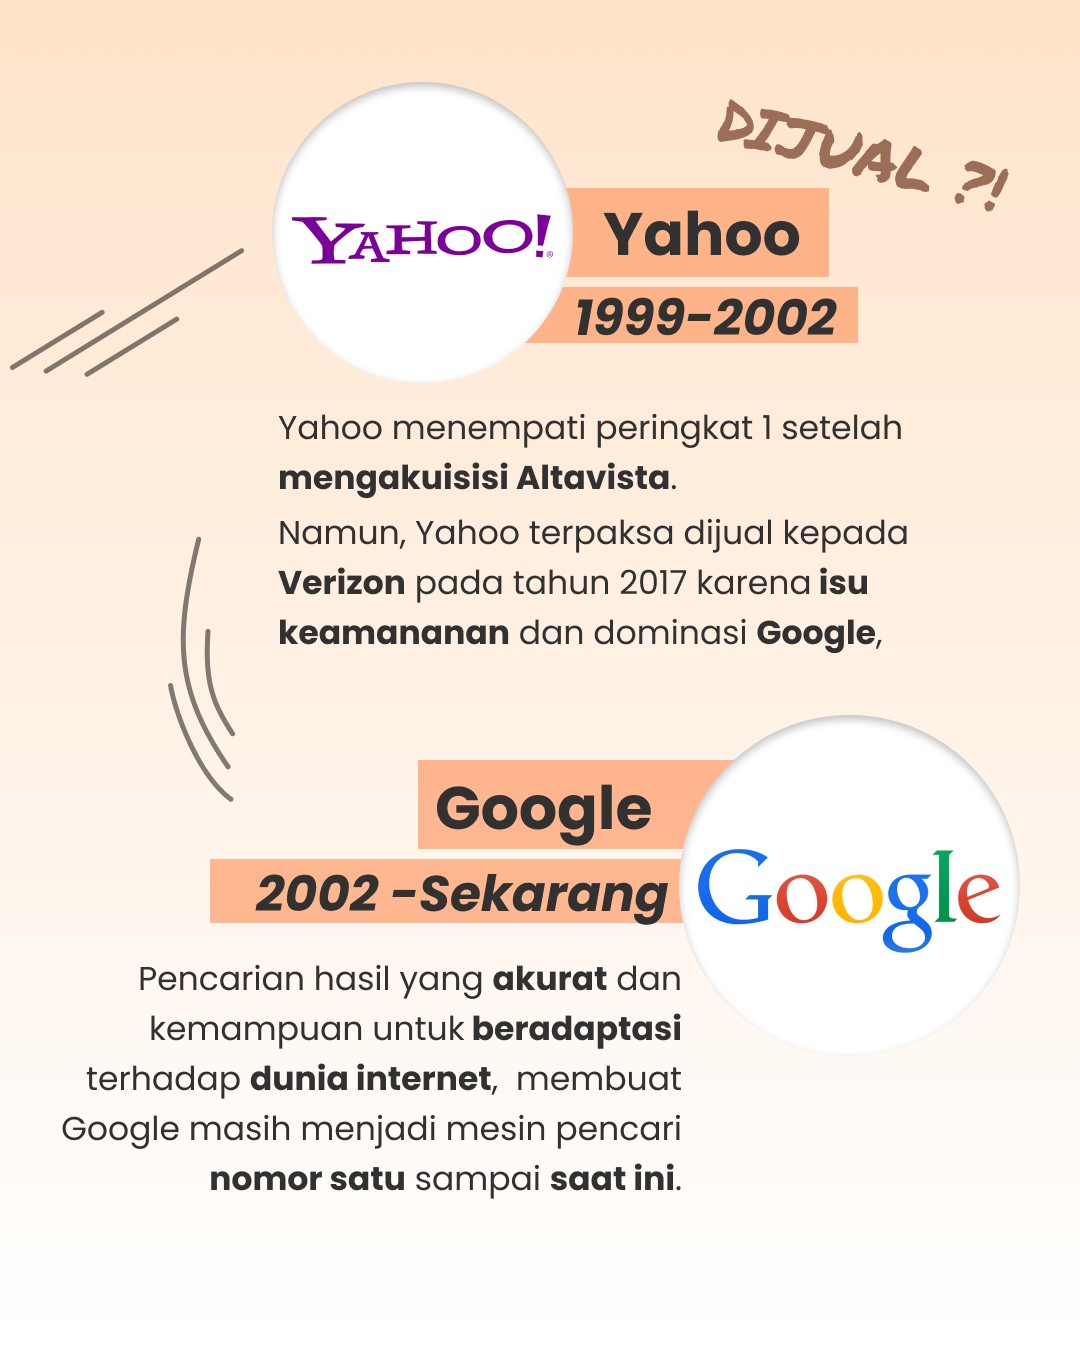 DIJUAL ?!
YAHOO!®
Yahoo
1999-2002
Yahoo menempati peringkat 1 setelah
mengakuisisi Altavista.
Namun, Yahoo terpaksa dijual kepada
Verizon pada tahun 2017 karena isu
keamananan dan dominasi Google,
Google
2002 -Sekarang
Google
Pencarian hasil yang akurat dan
kemampuan untuk beradaptasi
terhadap dunia internet,  membuat
Google masih menjadi mesin pencari
nomor satu sampai saat ini.